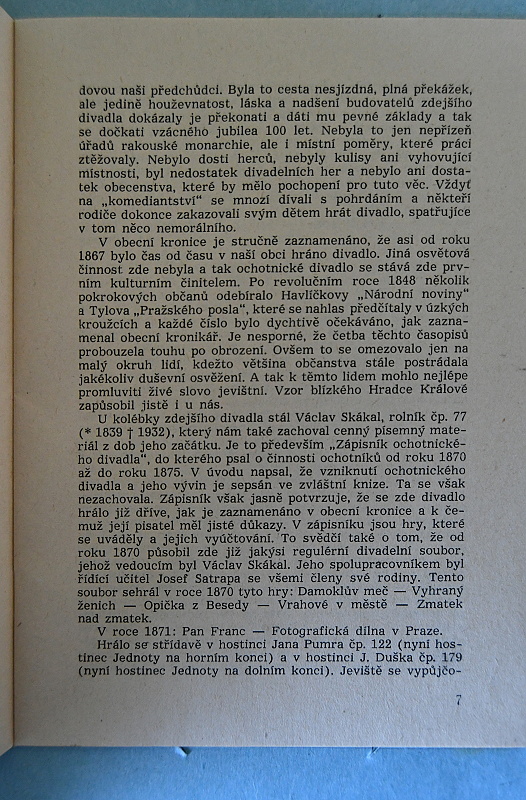 dovou naši předchůdci. Byla to cesta nesjízdná, plná překážek,
ale jedině houževnatost, láska a nadšení budovatelů zdejšího
divadla dokázaly je překonati a dáti mu pevné základy a tak
se dočkati vzácného jubilea 100 let. Nebyla to jen nepřízeň
úřadů rakouské monarchie, ale i místní poměry, které práci
ztěžovaly. Nebylo dosti herců, nebyly kulisy ani vyhovující
místnosti, byl nedostatek divadelních her a nebylo ani dosta-
tek obecenstva, které by mělo pochopení pro tuto věc. Vždyť
na „komediantství“ se mnozí dívali s pohrdáním a někteří
rodiče dokonce zakazovali svým dětem hrát divadlo, spatřujíce
v tom něco nemorálního.
V obecní kronice je stručně zaznamenáno, že asi od roku
1867 bylo čas od času v naší obci hráno divadlo. Jiná osvětová
činnost zde nebyla a tak ochotnické divadlo se stává zde prv-
ním kulturním činitelem. Po revolučním roce 1848 několik
pokrokových občanů odebíralo Havlíčkovy „Národní noviny“
a Tylova „Pražského posla“, které se nahlas předčítaly v úzkých
kroužcích a každé číslo bylo dychtivě očekáváno, jak zazna-
menal obecní kronikář. Je nesporné, že četba těchto časopisů
probouzela touhu po obrození. Ovšem to se omezovalo jen na
malý okruh lidí, kdežto většina občanstva stále postrádala
jakékoliv duševní osvěžení. A tak k těmto lidem mohlo nejlépe
promluviti živé slovo jevištní. Vzor blízkého Hradce Králové
zapůsobil jistě i u nás.
U kolébky zdejšího divadla stál Václav Skákal, rolník čp. 77
(* 1839 † 1932), který nám také zachoval cenný písemný mate-
riál z dob jeho začátku. Je to především „Zápisník ochotnické-
ho divadla“, do kterého psal o činnosti ochotníků od roku 1870
až do roku 1875. V úvodu napsal, že vzniknutí ochotnického
divadla a jeho vývin je sepsán ve zvláštní knize. Ta se však
nezachovala. Zápisník však jasně potvrzuje, že se zde divadlo
hrálo již dříve, jak je zaznamenáno v obecní kronice a k če-
muž její pisatel měl jisté důkazy. V zápisníku jsou hry, které
se uváděly a jejich vyúčtování. To svědčí také o tom, že od
roku 1870 působil zde již jakýsi regulérní divadelní soubor,
jehož vedoucím byl Václav Skákal. Jeho spolupracovníkem byl
řídící učitel Josef Satrapa se všemi členy své rodiny. Tento
soubor sehrál v roce 1870 tyto hry: Damoklův meč — Vyhraný
ženich — Opička z Besedy — Vrahové v městě — Zmatek
nad zmatek.
V roce 1871: Pan Franc — Fotografická dílna v Praze.
Hrálo se střídavě v hostinci Jana Pumra čp. 122 (nyní hos-
tinec Jednoty na horním konci) a v hostinci J. Duška čp. 179
(nyní hostinec Jednoty na dolním konci). Jeviště se vypůjčo-
7